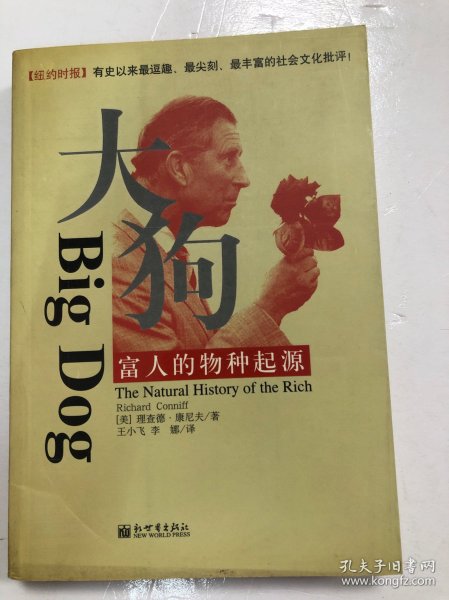 【纽约时报】有史以来最逗趣、最尖刻、最丰富的社会文化批评!
大狗
Big Dog
富人的物种起源
The Natural History of the Rich
Richard Conniff
[美] 理查德·康尼夫/著
王小飞 李 娜/译
新世界出版社
NEW WORLD PRESS
孔夫子旧书网
www.kongfz.com